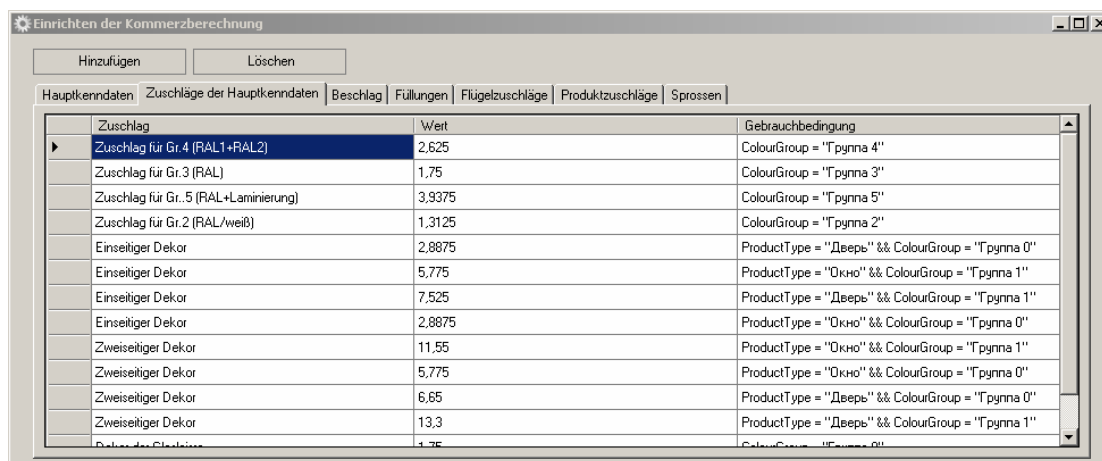 Einrichten der Kommerzberechnung
Hinzufügen Löschen
Hauptkenndaten Zuschläge der Hauptkenndaten Beschlag Füllungen Flügelzuschläge Produktzuschläge Sprossen
Zuschlag Wert Gebrauchbedingung
Zuschlag für Gr.4 (RAL1+RAL2) 2,625 ColourGroup = "Группа 4"
Zuschlag für Gr.3 (RAL) 1,75 ColourGroup = "Группа 3"
Zuschlag für Gr..5 (RAL+Laminierung) 3,9375 ColourGroup = "Группа 5"
Zuschlag für Gr.2 (RAL/weiß) 1,3125 ColourGroup = "Группа 2"
Einseitiger Dekor 2,8875 ProductType = "Дверь" && ColourGroup = "Группа 0"
Einseitiger Dekor 5,775 ProductType = "Окно" && ColourGroup = "Группа 1"
Einseitiger Dekor 7,525 ProductType = "Дверь" && ColourGroup = "Группа 1"
Einseitiger Dekor 2,8875 ProductType = "Окно" && ColourGroup = "Группа 0"
Zweiseitiger Dekor 11,55 ProductType = "Окно" && ColourGroup = "Группа 1"
Zweiseitiger Dekor 5,775 ProductType = "Окно" && ColourGroup = "Группа 0"
Zweiseitiger Dekor 6,65 ProductType = "Дверь" && ColourGroup = "Группа 0"
Zweiseitiger Dekor 13,3 ProductType = "Дверь" && ColourGroup = "Группа 1"